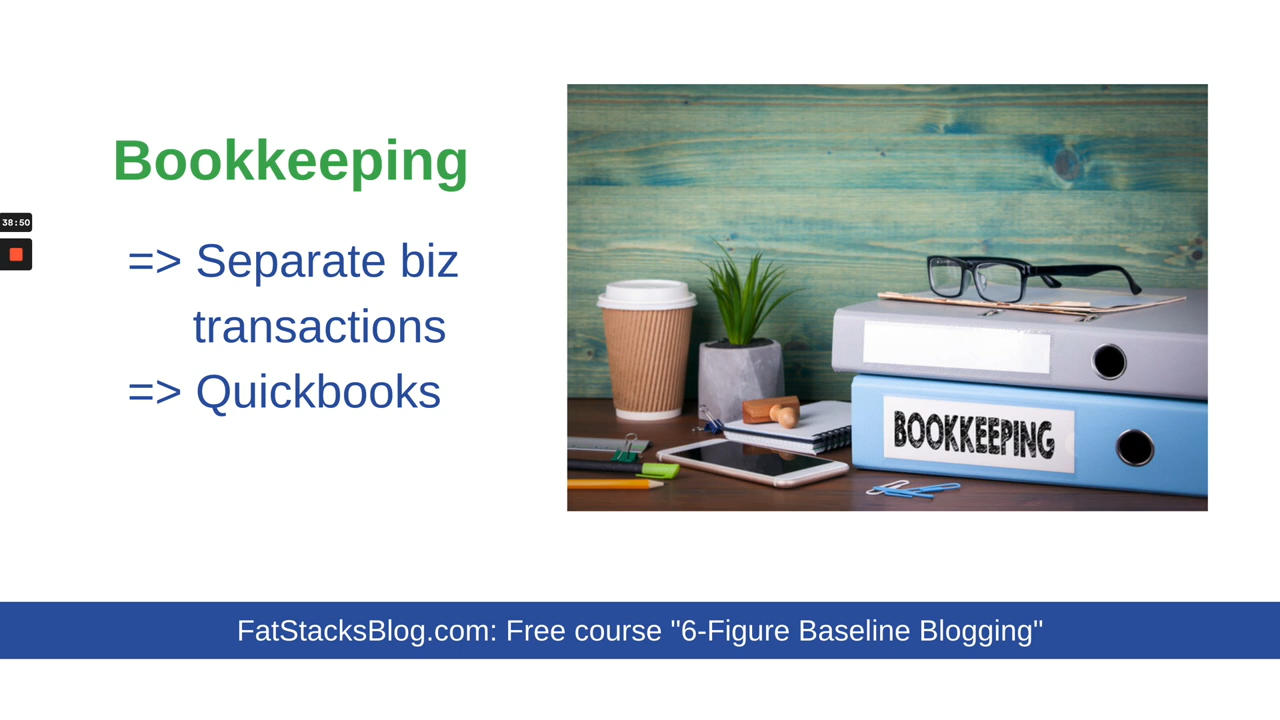 Bookkeeping
38:50
=> Separate biz
transactions
=> Quickbooks
BOOKKEEPING
FatStacksBlog.com: Free course "6-Figure Baseline Blogging"